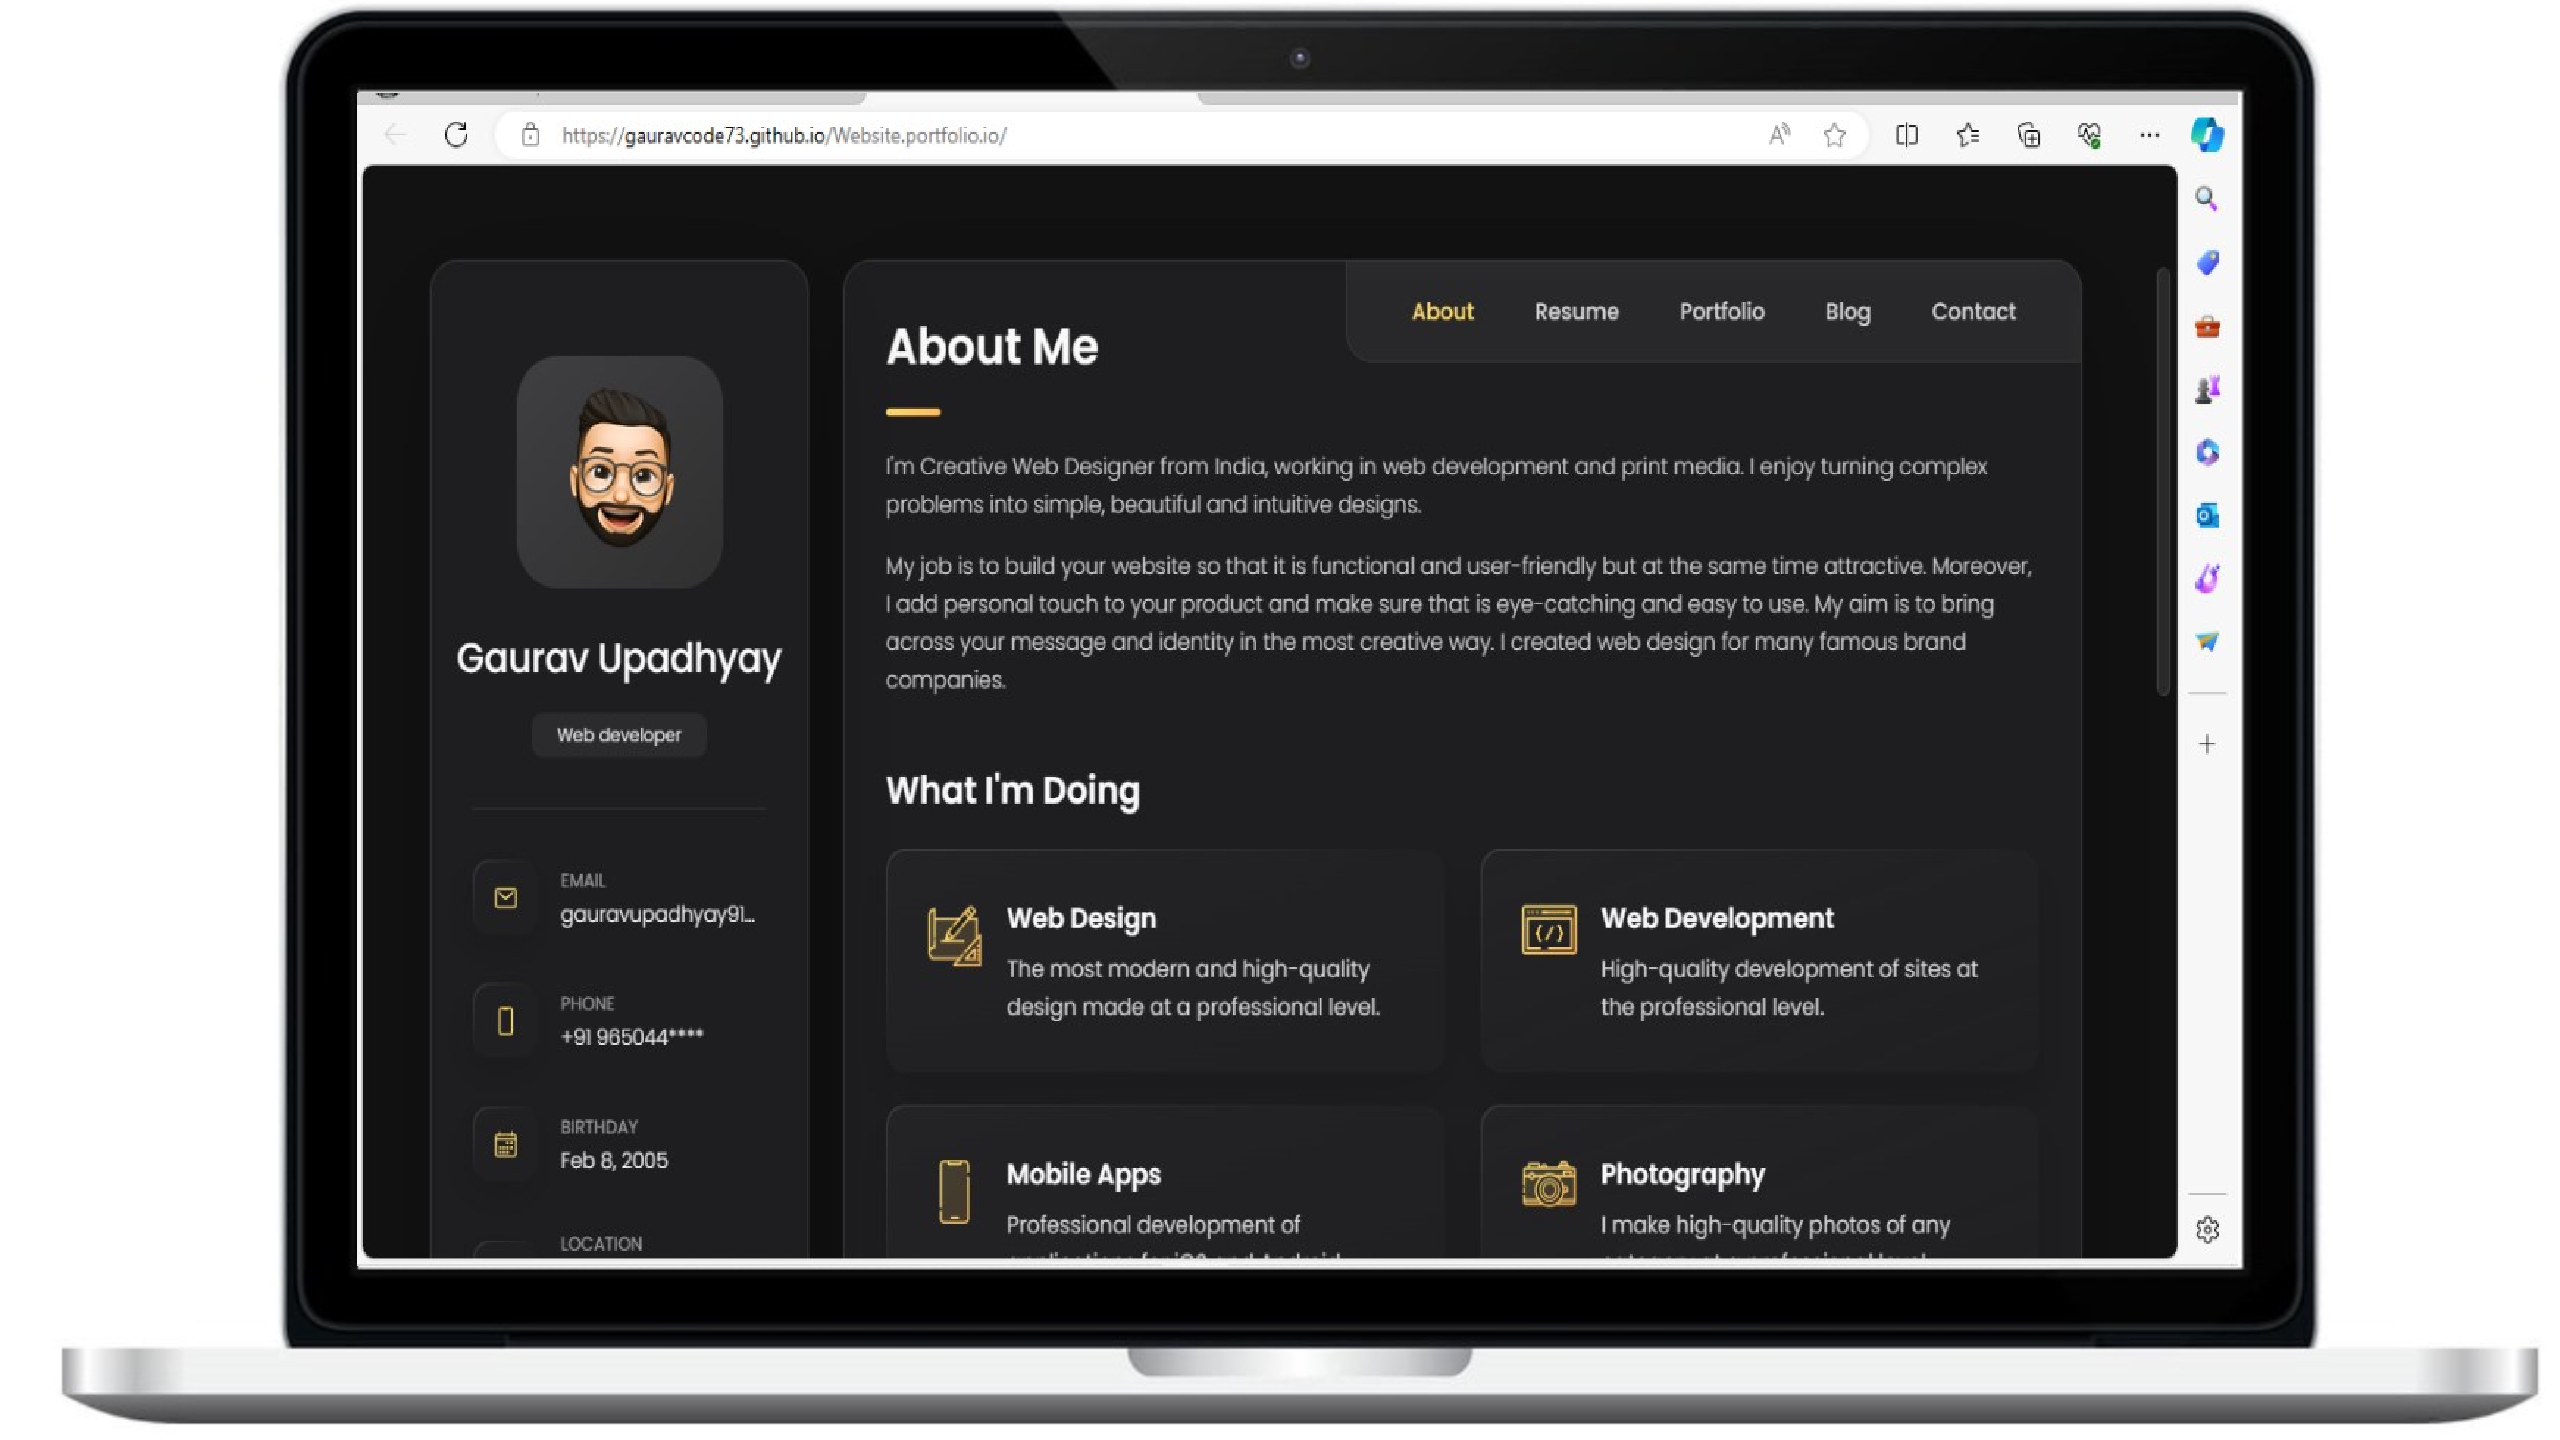 https://gauravcode73.github.io/Website.portfolio.io/
About
Resume
Portfolio
Blog
Contact
Gaurav Upadhyay
Web developer
EMAIL
gauravupadhyay91...
PHONE
+91 965044****
BIRTHDAY
Feb 8, 2005
LOCATION
About Me
I'm Creative Web Designer from India, working in web development and print media. I enjoy turning complex
problems into simple, beautiful and intuitive designs.
My job is to build your website so that it is functional and user-friendly but at the same time attractive. Moreover,
I add personal touch to your product and make sure that is eye-catching and easy to use. My aim is to bring
across your message and identity in the most creative way. I created web design for many famous brand
companies.
What I'm Doing
Web Design
The most modern and high-quality
design made at a professional level.
Web Development
High-quality development of sites at
the professional level.
Mobile Apps
Professional development of
Photography
I make high-quality photos of any